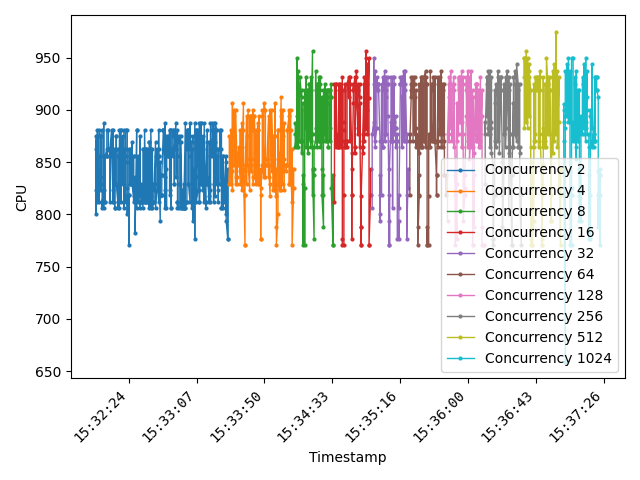 950
900
850
800
750
700
650
CPU
Concurrency 2
Concurrency 4
Concurrency 8
Concurrency 16
Concurrency 32
Concurrency 64
Concurrency 128
Concurrency 256
Concurrency 512
Concurrency 1024
15:32:24
15:33:07
15:33:50
15:34:33
15:35:16
15:36:00
15:36:43
15:37:26
Timestamp